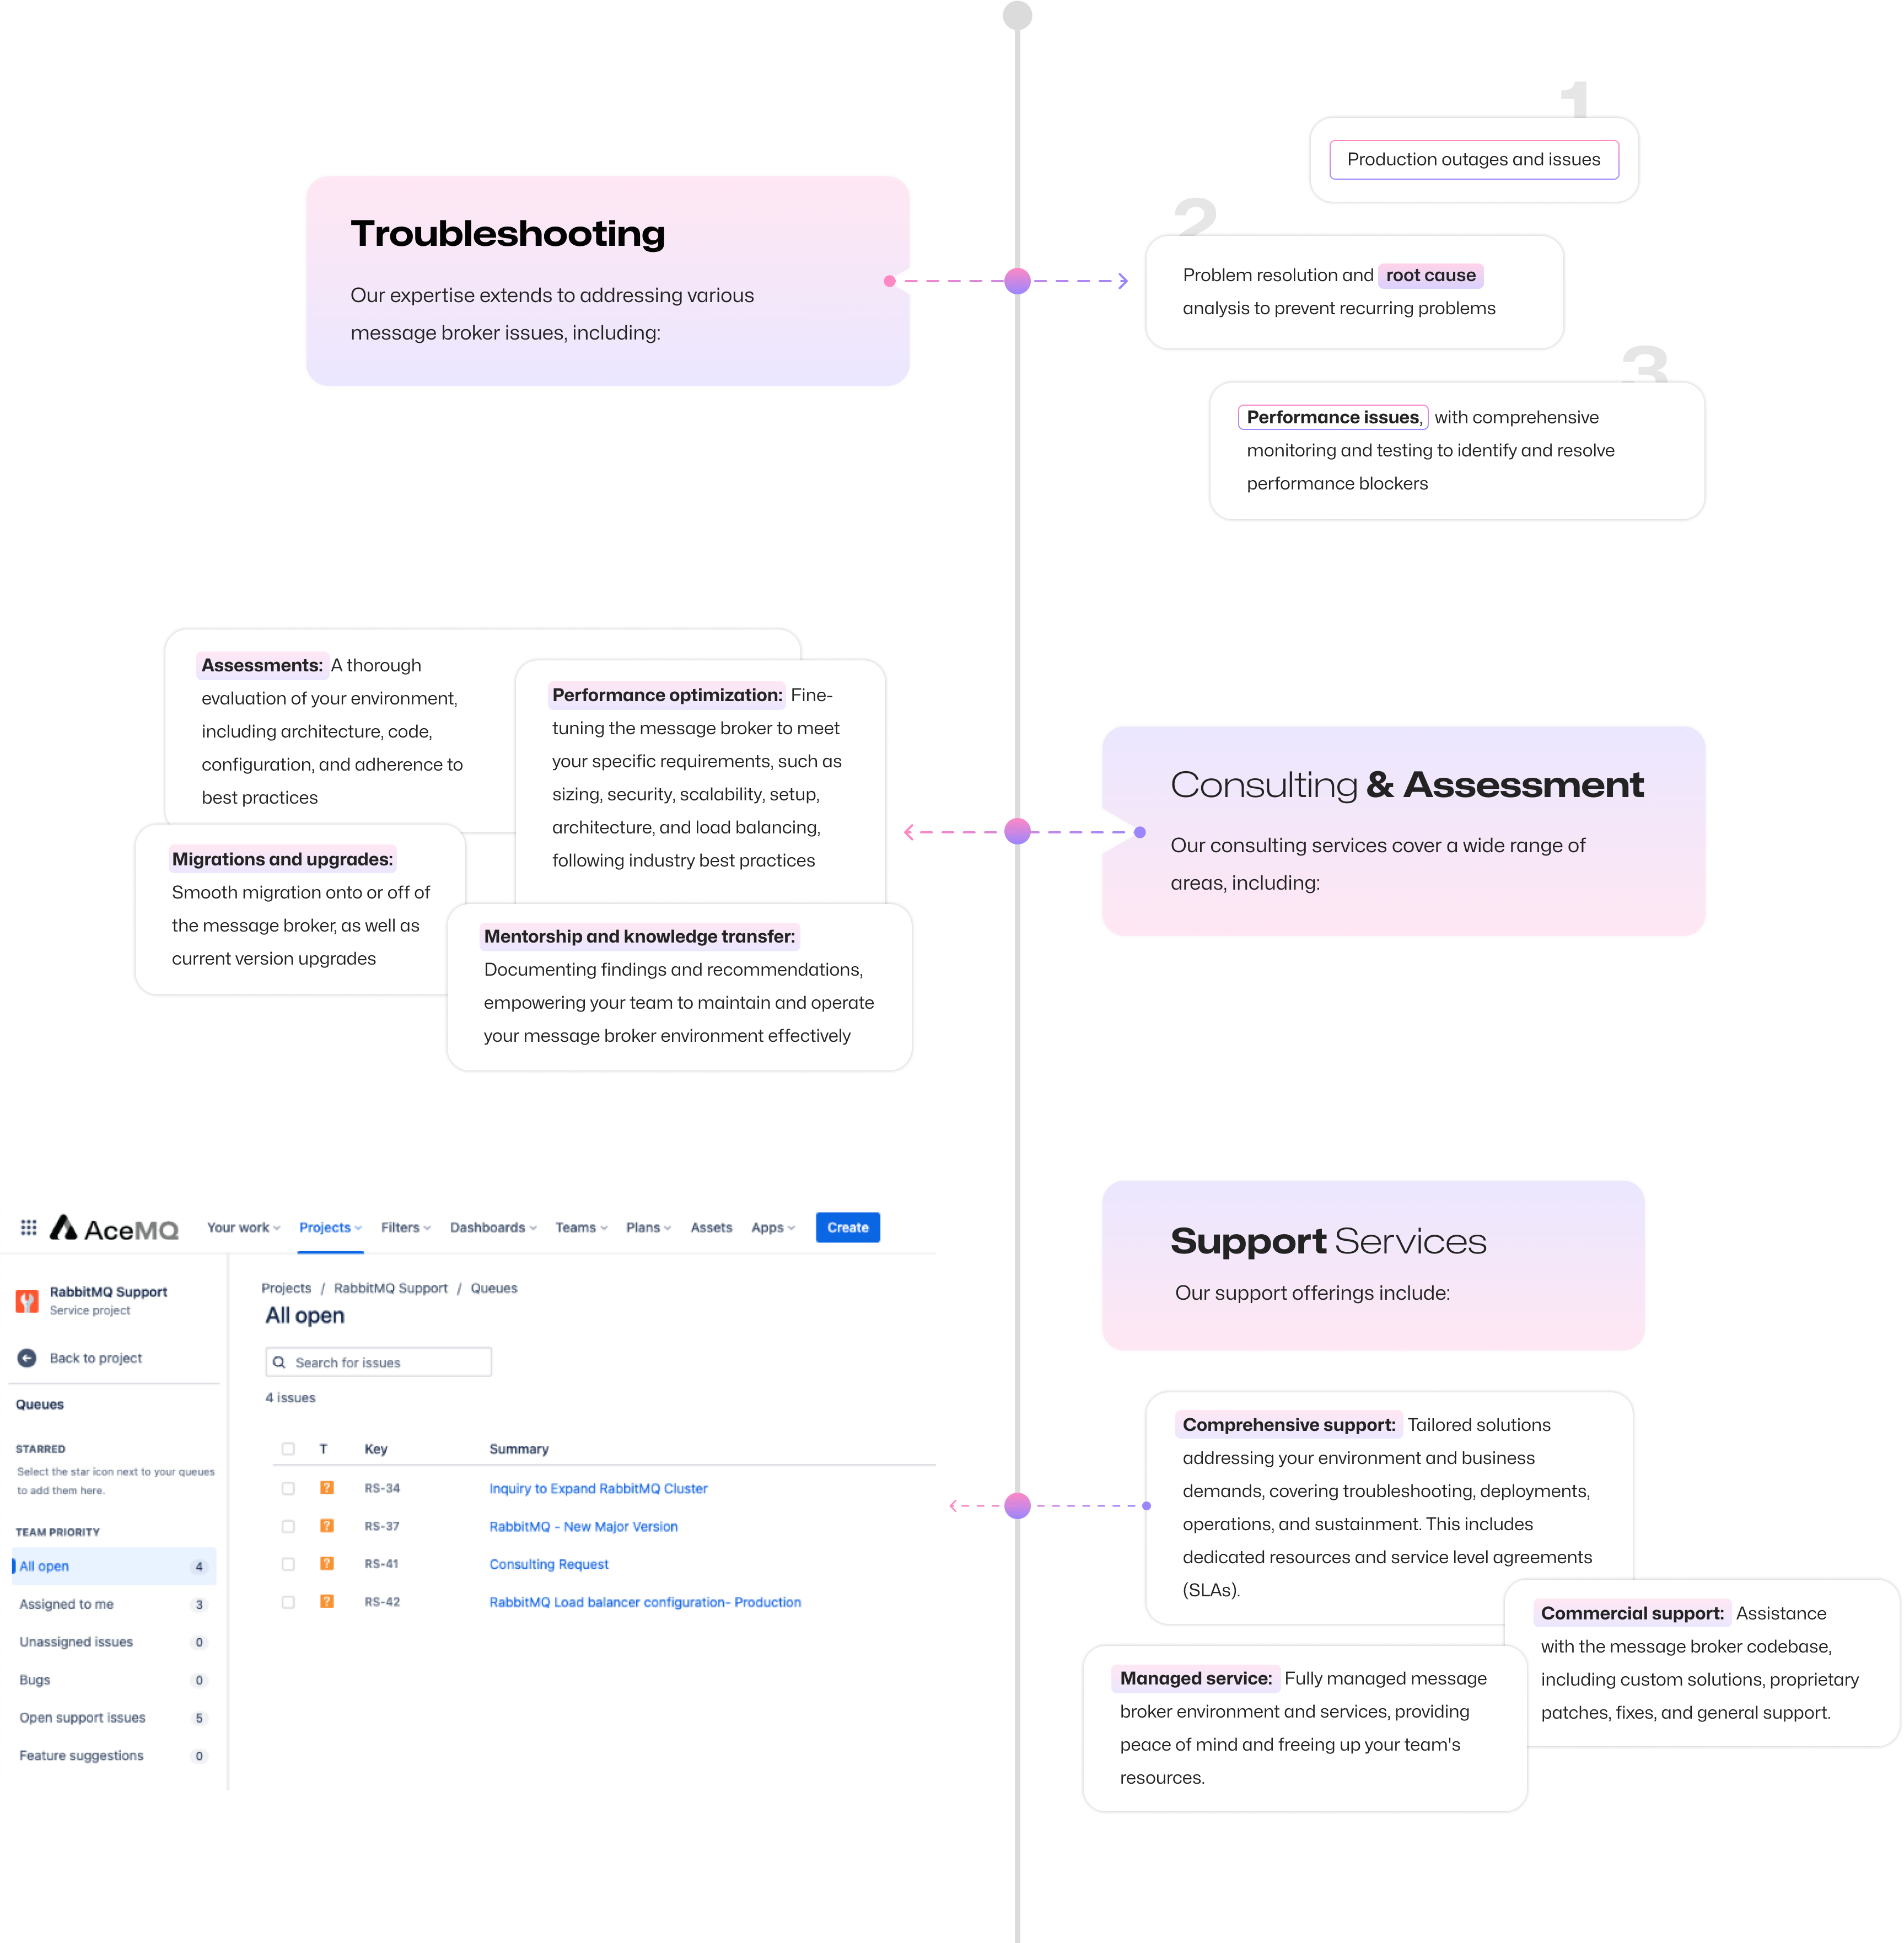 1
Production outages and issues
Troubleshooting
Our expertise extends to addressing various
message broker issues, including:
2
Problem resolution and root cause
analysis to prevent recurring problems
3
Performance issues, with comprehensive
monitoring and testing to identify and resolve
performance blockers
Assessments: A thorough
evaluation of your environment,
including architecture, code,
configuration, and adherence to
best practices
Performance optimization: Fine-
tuning the message broker to meet
your specific requirements, such as
sizing, security, scalability, setup,
architecture, and load balancing,
following industry best practices
Migrations and upgrades:
Smooth migration onto or off of
the message broker, as well as
current version upgrades
Mentorship and knowledge transfer:
Documenting findings and recommendations,
empowering your team to maintain and operate
your message broker environment effectively
Consulting & Assessment
Our consulting services cover a wide range of
areas, including:
AceMQ Your work Projects Filters Dashboards Teams Plans Assets Apps Create
RabbitMQ Support
Service project
Back to project
Queues
STARRED
Select the star icon next to your queues
to add them here.
TEAM PRIORITY
All open 4
Assigned to me 3
Unassigned issues 0
Bugs 0
Open support issues 5
Feature suggestions 0
Projects / RabbitMQ Support / Queues
All open
Search for issues
4 issues
T Key Summary
? RS-34 Inquiry to Expand RabbitMQ Cluster
? RS-37 RabbitMQ - New Major Version
? RS-41 Consulting Request
? RS-42 RabbitMQ Load balancer configuration- Production
Support Services
Our support offerings include:
Comprehensive support: Tailored solutions
addressing your environment and business
demands, covering troubleshooting, deployments,
operations, and sustainment. This includes
dedicated resources and service level agreements
(SLAs).
Commercial support: Assistance
with the message broker codebase,
including custom solutions, proprietary
patches, fixes, and general support.
Managed service: Fully managed message
broker environment and services, providing
peace of mind and freeing up your team's
resources.